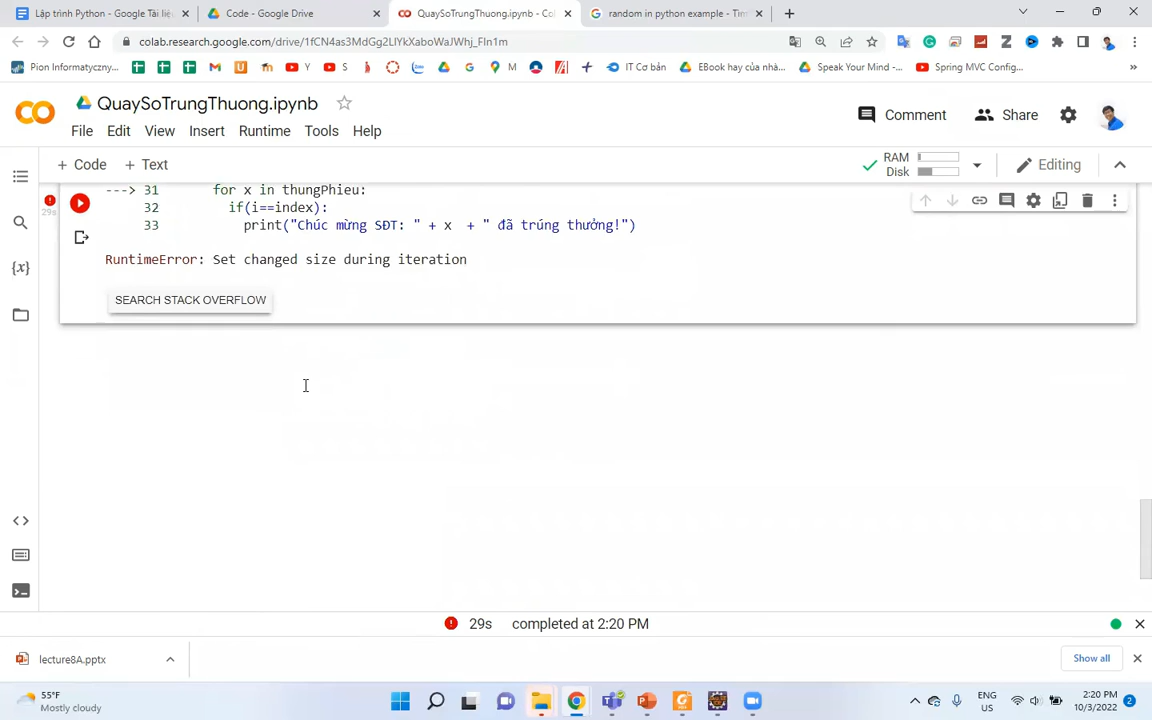 Lập trình Python - Google Tài liệu
Code - Google Drive
QuaySoTrungThuong.ipynb - Col
random in python example - Tìm
colab.research.google.com/drive/1fCN4as3MdGg2LlYkXaboWaJWhj_FIn1m
Pion Informatyczny...
Y
S
M
IT Cơ bản
EBook hay của nhà...
Speak Your Mind -...
Spring MVC Config...
QuaySoTrungThuong.ipynb
Comment
Share
File Edit View Insert Runtime Tools Help
+ Code + Text
RAM
Disk
Editing
---> 31 for x in thungPhieu:
29s
32 if(i==index):
33 print("Chúc mừng SĐT: " + x + " đã trúng thưởng!")
RuntimeError: Set changed size during iteration
SEARCH STACK OVERFLOW
29s completed at 2:20 PM
lecture8A.pptx
Show all
55°F
Mostly cloudy
ENG
US
2:20 PM
10/3/2022
2